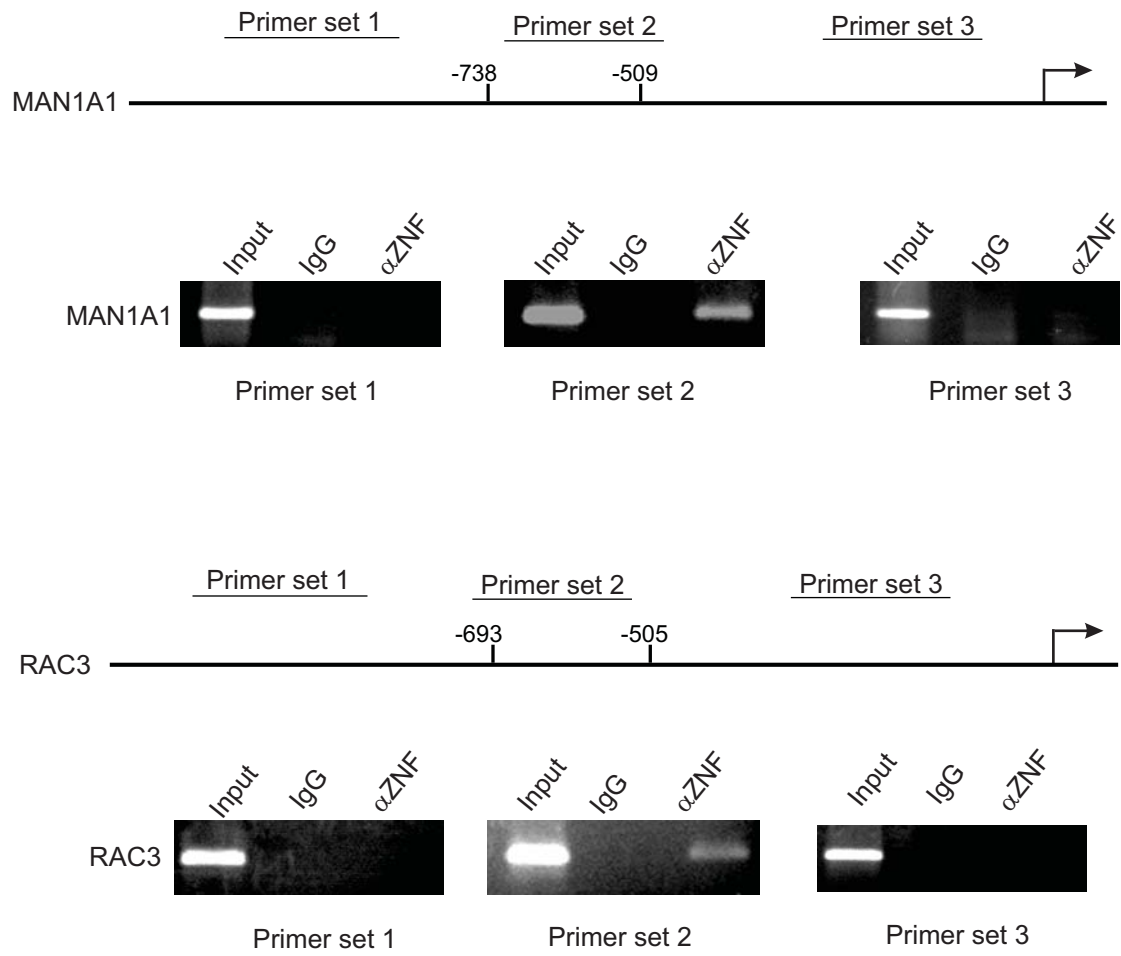 Primer set 1 Primer set 2 Primer set 3
-738 -509
MAN1A1
Input IgG αZNF Input IgG αZNF Input IgG αZNF
MAN1A1
Primer set 1 Primer set 2 Primer set 3
Primer set 1 Primer set 2 Primer set 3
-693 -505
RAC3
Input IgG αZNF Input IgG αZNF Input IgG αZNF
RAC3
Primer set 1 Primer set 2 Primer set 3